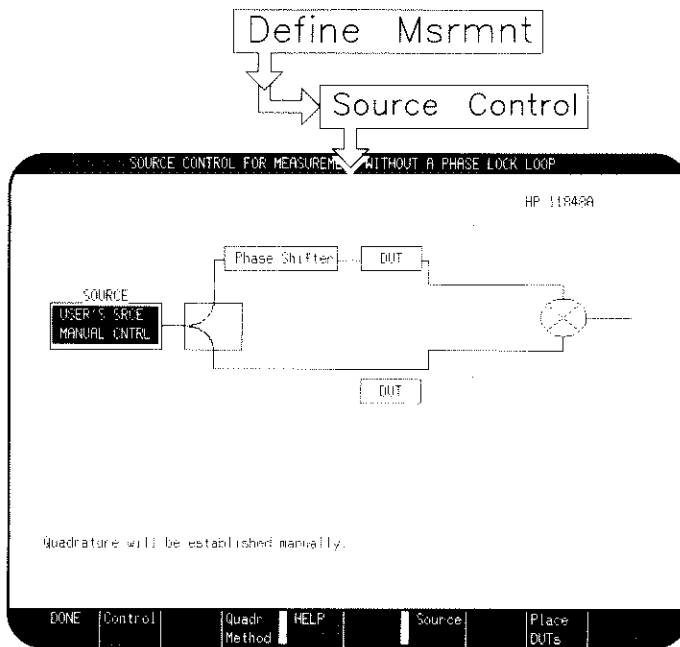 Define Msrmnt
Source Control
SOURCE CONTROL FOR MEASUREMENT WITHOUT A PHASE LOCK LOOP
HP 11848A
Phase Shifter
DUT
SOURCE
USER'S SRCE
MANUAL CNTRL
DUT
Quadrature will be established manually.
DONE Control Quadr Method HELP Source Place DUTs